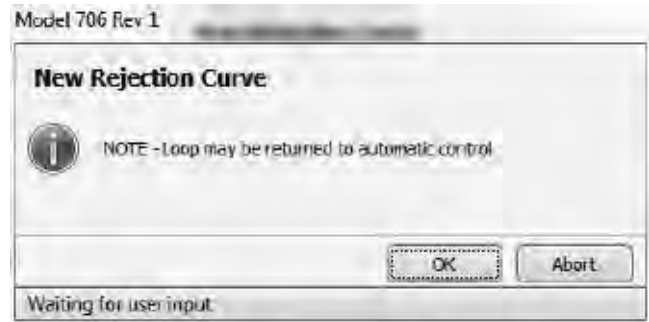 Model 706 Rev 1
New Rejection Curve
NOTE - Loop may be returned to automatic control
OK
Abort
Waiting for user input